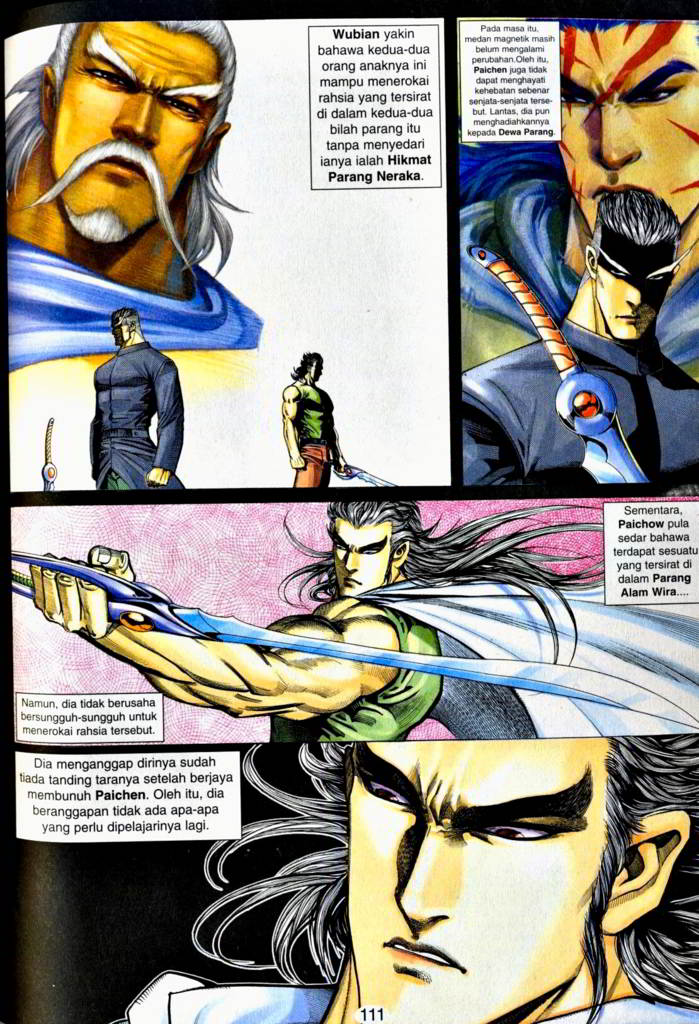 Wubian yakin
bahawa kedua-dua
orang anaknya ini
mampu menerokai
rahsia yang tersirat
di dalam kedua-dua
bilah parang itu
tanpa menyedari
ianya ialah Hikmat
Parang Neraka.
Pada masa itu,
medan magnetik masih
belum mengalami
perubahan.Oleh itu,
Paichen juga tidak
dapat menghayati
kehebatan sebenar
senjata-senjata terse-
but. Lantas, dia pun
menghadiahkannya
kepada Dewa Parang.
Sementara,
Paichow pula
sedar bahawa
terdapat sesuatu
yang tersirat di
dalam Parang
Alam Wira....
Namun, dia tidak berusaha
bersungguh-sungguh untuk
menerokai rahsia tersebut.
Dia menganggap dirinya sudah
tiada tanding taranya setelah berjaya
membunuh Paichen. Oleh itu, dia
beranggapan tidak ada apa-apa
yang perlu dipelajarinya lagi.
111